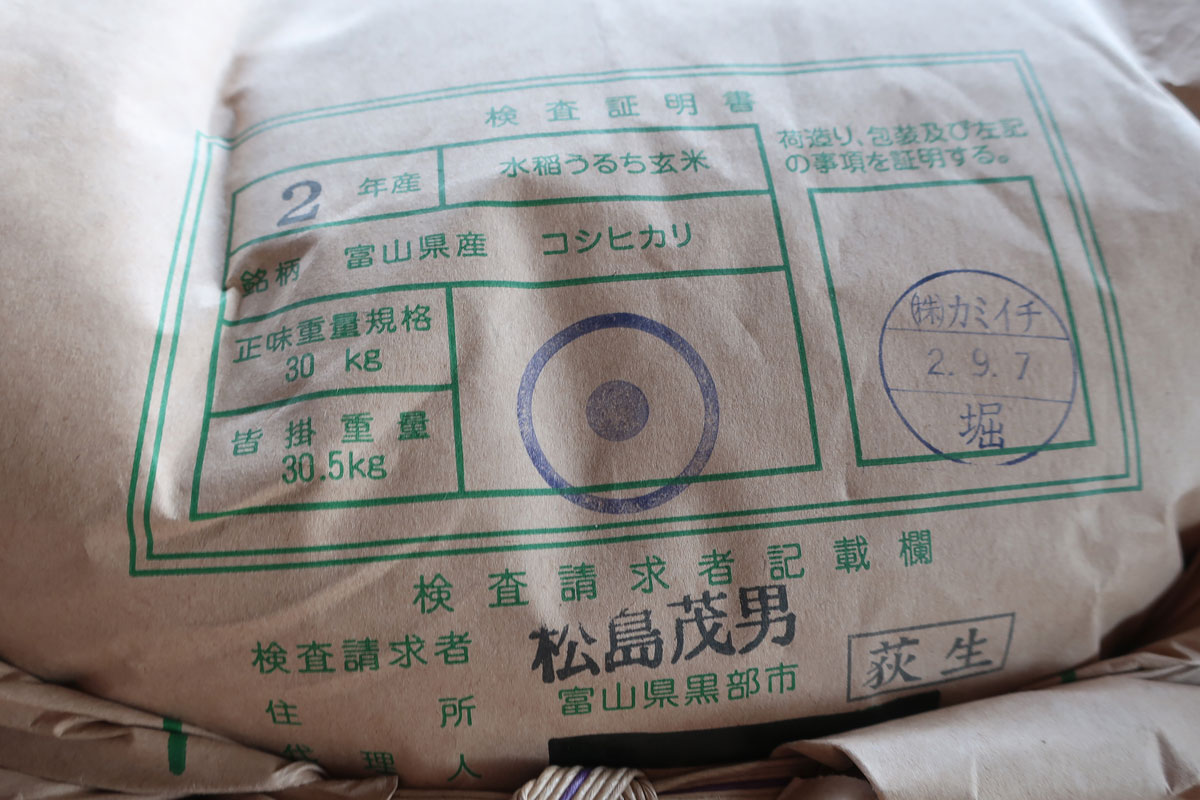 検査証明書
2 年産 水稲うるち玄米
銘柄 富山県産 コシヒカリ
正味重量規格
30 kg
皆掛重量
30.5kg
荷造り、包装及び左記
の事項を証明する。
㈱カミイチ
2.9.7
堀
検査請求者記載欄
検査請求者 松島茂男
住所 富山県黒部市 荻生
代理人